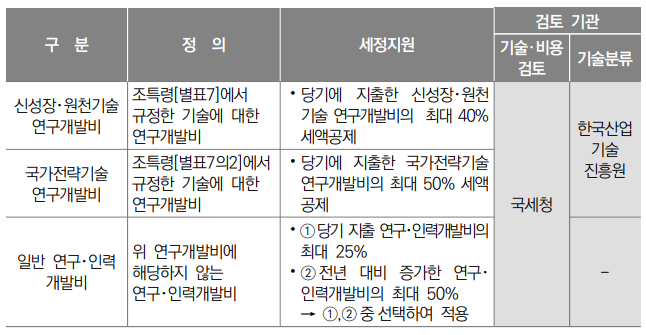 구 분
정 의
세정지원
검토 기관
기술·비용
검토
기술분류
신성장·원천기술
연구개발비
조특령[별표7]에서
규정한 기술에 대한
연구개발비
• 당기에 지출한 신성장·원천
기술 연구개발비의 최대 40%
세액공제
국가전략기술
연구개발비
조특령[별표7의2]에서
규정한 기술에 대한
연구개발비
• 당기에 지출한 국가전략기술
연구개발비의 최대 50% 세액
공제
일반 연구·인력
개발비
위 연구개발비에
해당하지 않는
연구·인력개발비
• ①당기 지출 연구·인력개발비의
최대 25%
• ②전년 대비 증가한 연구·
인력개발비의 최대 50%
→ ①,②중 선택하여 적용
국세청
한국산업
기술
진흥원
–